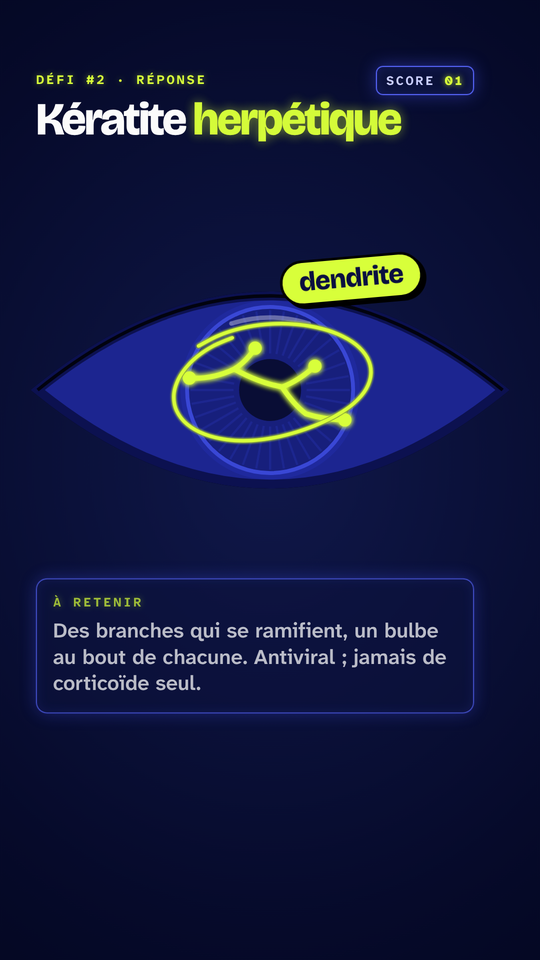 DÉFI #2 · RÉPONSE
SCORE 01
Kératite herpétique
dendrite
À RETENIR
Des branches qui se ramifient, un bulbe
au bout de chacune. Antiviral ; jamais de
corticoïde seul.